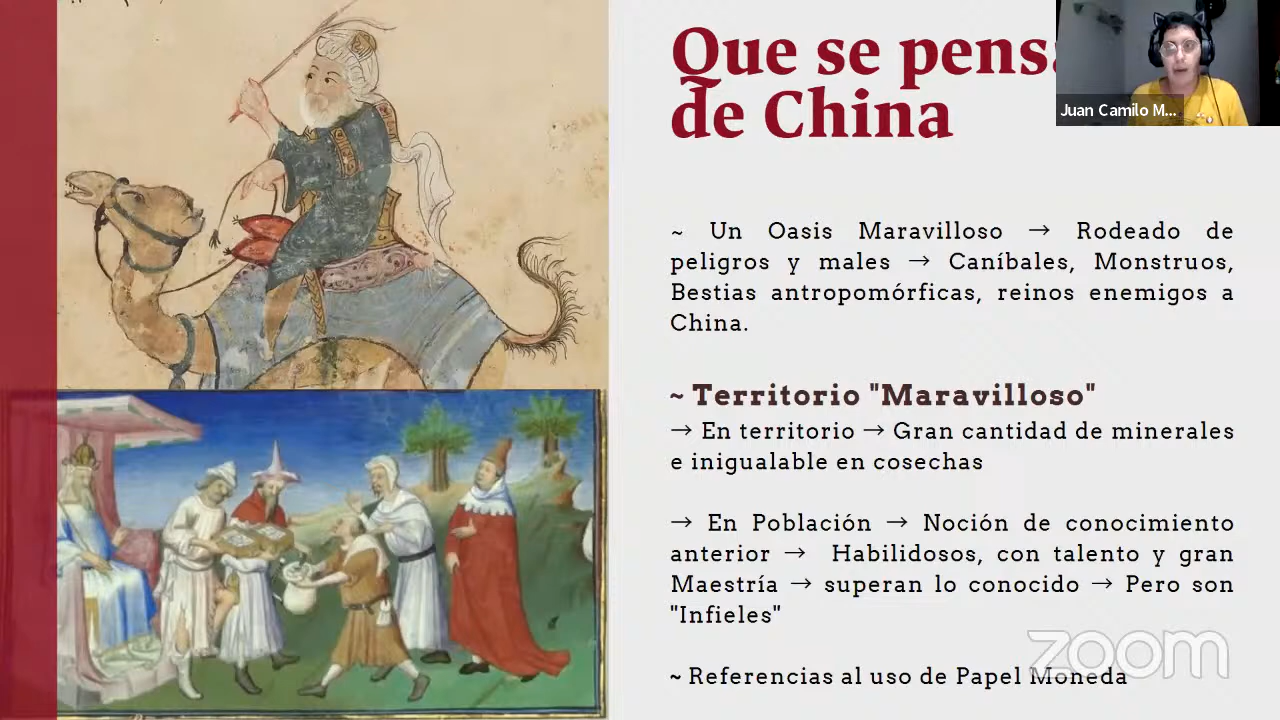 Que se pens
de China
Juan Camilo M...
~ Un Oasis Maravilloso → Rodeado de
peligros y males → Caníbales, Monstruos,
Bestias antropomórficas, reinos enemigos a
China.
~ Territorio "Maravilloso"
→ En territorio → Gran cantidad de minerales
e inigualable en cosechas
→ En Población → Noción de conocimiento
anterior → Habilidosos, con talento y gran
Maestría → superan lo conocido → Pero son
"Infieles"
~ Referencias al uso de Papel Moneda
zoom